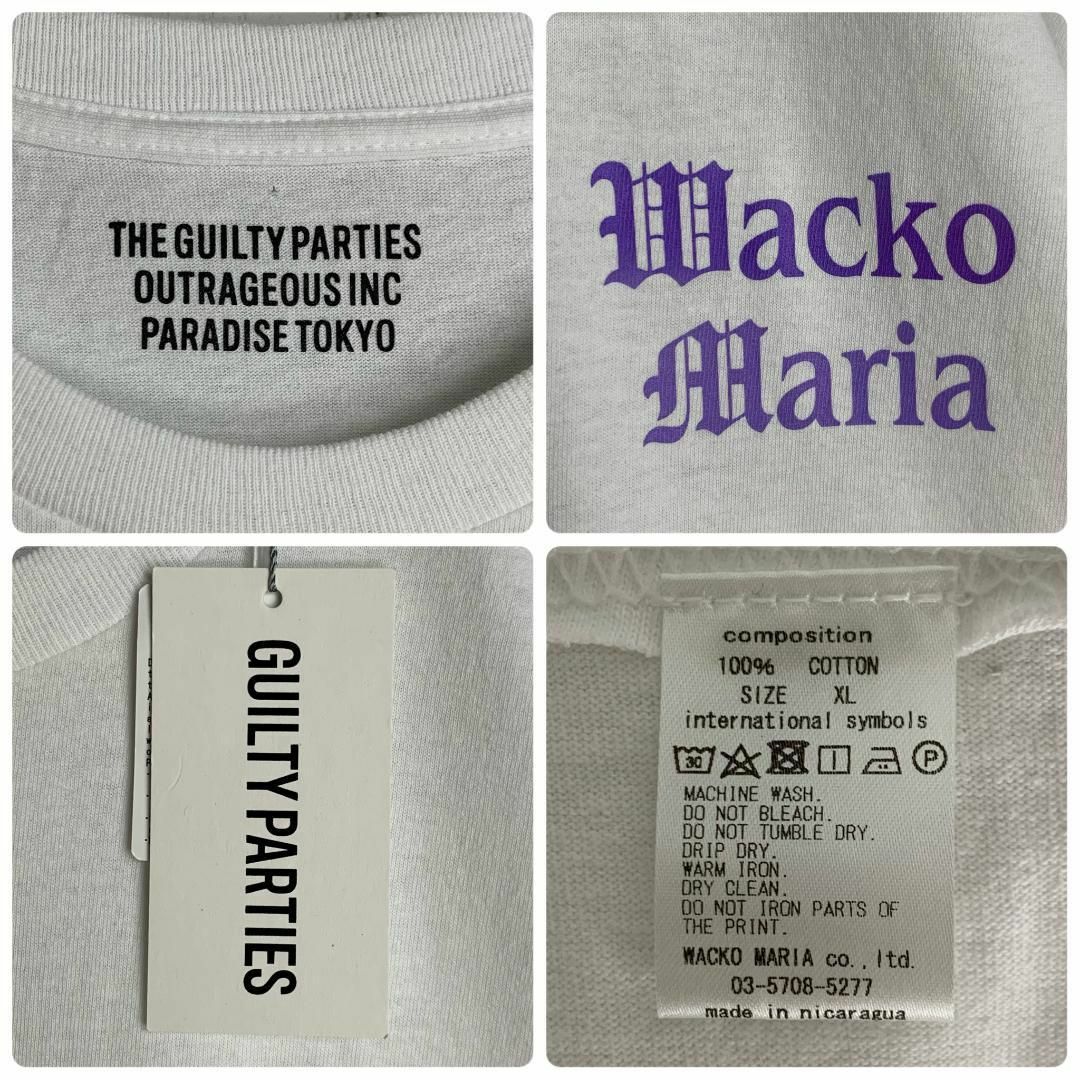 THE GUILTY PARTIES
OUTRAGEOUS INC
PARADISE TOKYO
Wacko
Maria
GUILTY PARTIES
composition
100% COTTON
SIZE XL
international symbols
30 P
MACHINE WASH.
DO NOT BLEACH.
DO NOT TUMBLE DRY.
DRIP DRY.
WARM IRON.
DRY CLEAN.
DO NOT IRON PARTS OF
THE PRINT.
WACKO MARIA co., ltd.
03-5708-5277
made in nicaragua